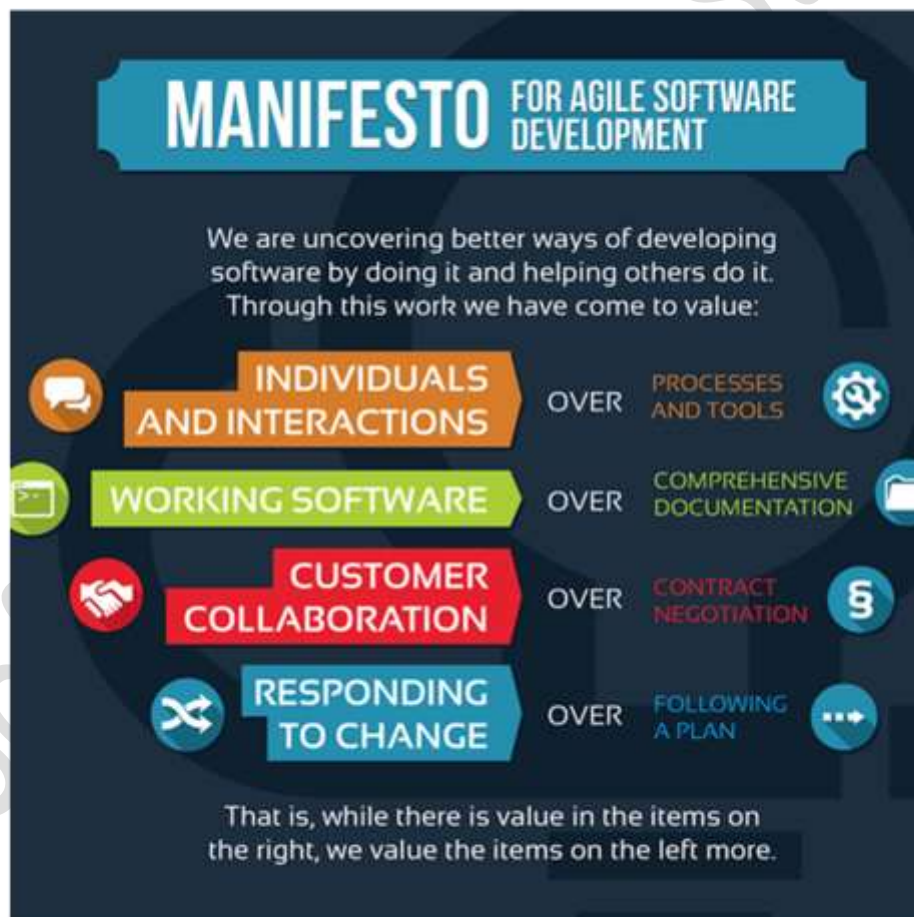 MANIFESTO FOR AGILE SOFTWARE DEVELOPMENT
We are uncovering better ways of developing
software by doing it and helping others do it.
Through this work we have come to value:
INDIVIDUALS AND INTERACTIONS OVER PROCESSES AND TOOLS
WORKING SOFTWARE OVER COMPREHENSIVE DOCUMENTATION
CUSTOMER COLLABORATION OVER CONTRACT NEGOTIATION
RESPONDING TO CHANGE OVER FOLLOWING A PLAN
That is, while there is value in the items on
the right, we value the items on the left more.